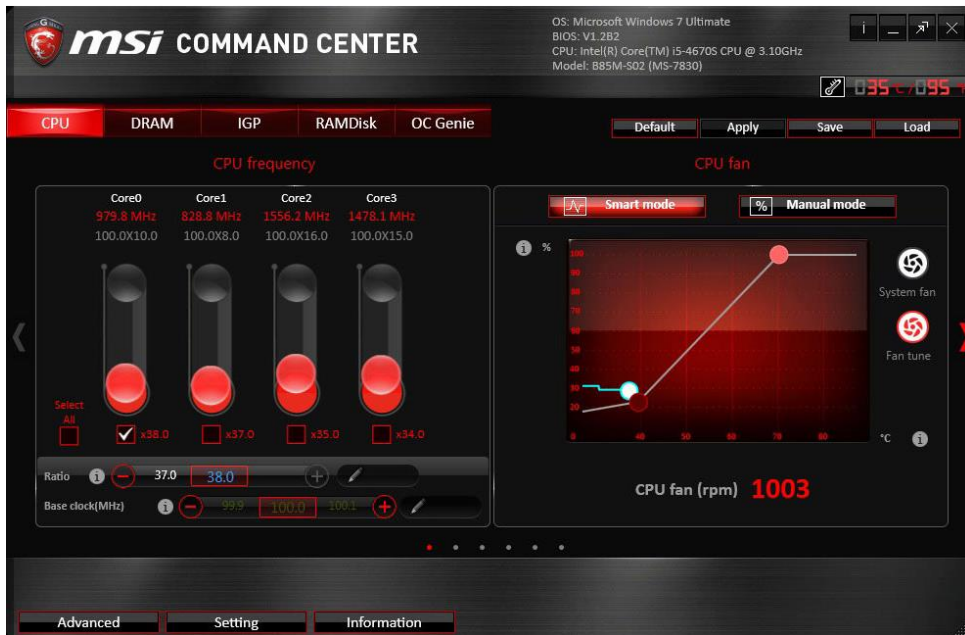 G
msi COMMAND CENTER
OS: Microsoft Windows 7 Ultimate
BIOS: V1.2B2
CPU: Intel(R) Core(TM) i5-4670S CPU @ 3.10GHz
Model: B85M-S02 (MS-7830)
035 ℃ / 095
CPU DRAM IGP RAMDisk OC Genie
Default Apply Save Load
CPU frequency
Core0 Core1 Core2 Core3
979.8 MHz 828.8 MHz 1556.2 MHz 1478.1 MHz
100.0X10.0 100.0X8.0 100.0X16.0 100.0X15.0
Select
All
x38.0 x37.0 x35.0 x34.0
Ratio i 37.0 38.0
Base clock(MHz) i 99.9 100.0 100.1
CPU fan
Smart mode % Manual mode
i %
100
90
80
70
60
50
40
30
20
0 40 50 60 70 80 °C i
System fan
Fan tune
CPU fan (rpm) 1003
Advanced Setting Information